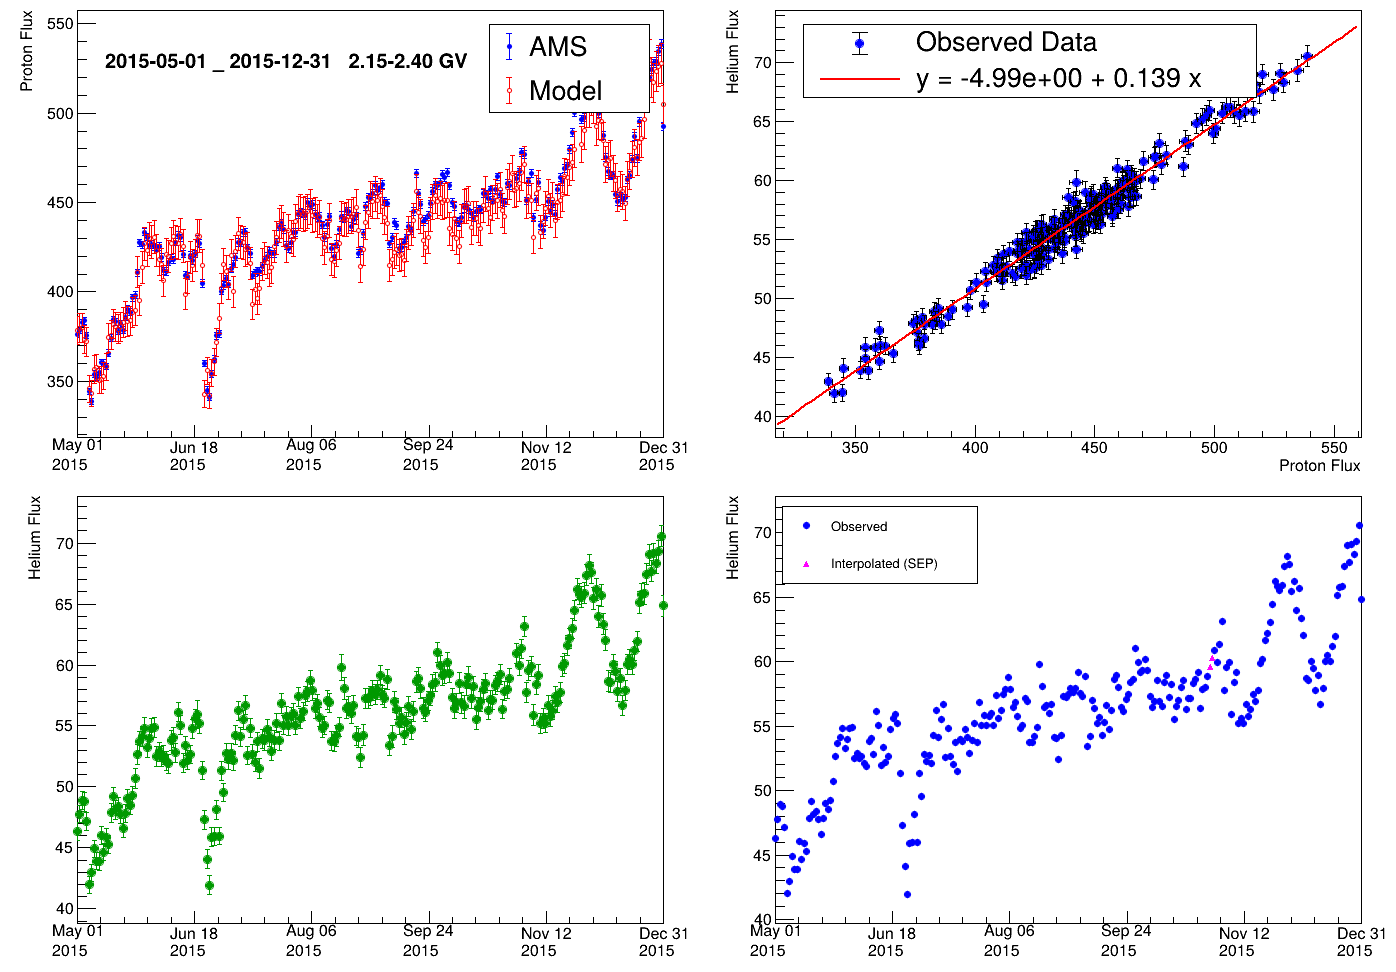 Proton Flux
550
500
450
400
350
2015-05-01 _ 2015-12-31 2.15-2.40 GV
AMS
Model
May 01
2015
Jun 18
2015
Aug 06
2015
Sep 24
2015
Nov 12
2015
Dec 31
2015
Helium Flux
70
65
60
55
50
45
40
Observed Data
y = -4.99e+00 + 0.139 x
350
400
450
500
550
Proton Flux
Helium Flux
70
65
60
55
50
45
40
May 01
2015
Jun 18
2015
Aug 06
2015
Sep 24
2015
Nov 12
2015
Dec 31
2015
Helium Flux
70
65
60
55
50
45
40
Observed
Interpolated (SEP)
May 01
2015
Jun 18
2015
Aug 06
2015
Sep 24
2015
Nov 12
2015
Dec 31
2015